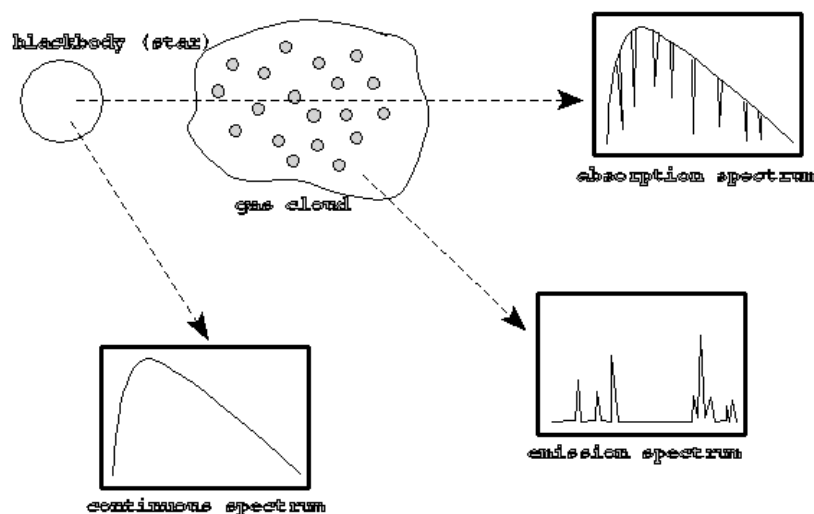 blackbody (star)
gas cloud
absorption spectrum
emission spectrum
continuous spectrum